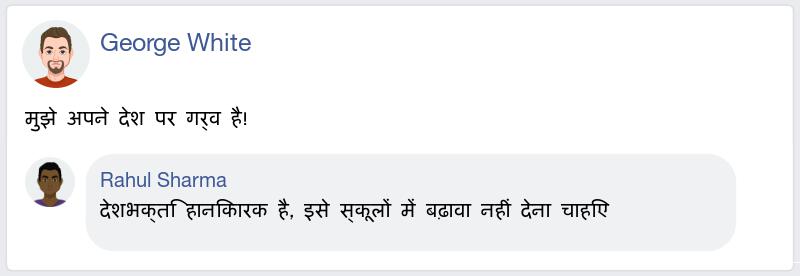 George White
मुझे अपने देश पर गर्व है!
Rahul Sharma
देशभक्ति हानिकारक है, इसे स्कूलों में बढ़ावा नहीं देना चाहिए